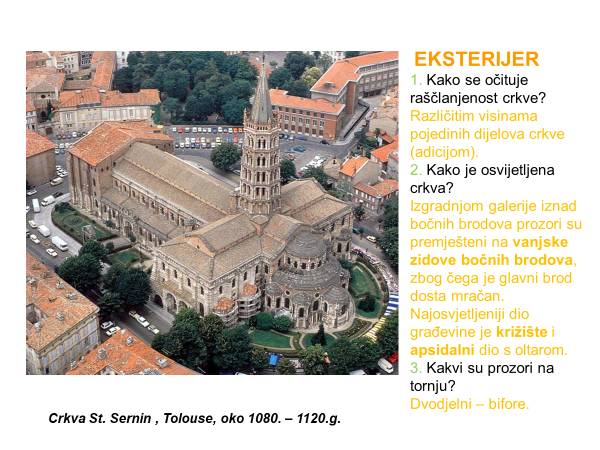 EKSTERIJER
1. Kako se očituje
raščlanjenost crkve?
Različitim visinama
pojedinih dijelova crkve
(adicijom).
2. Kako je osvijetljena
crkva?
Izgradnjom galerije iznad
bočnih brodova prozori su
premješteni na vanjske
zidove bočnih brodova,
zbog čega je glavni brod
dosta mračan.
Najosvjetljeniji dio
građevine je križište i
apsidalni dio s oltarom.
3. Kakvi su prozori na
tornju?
Dvodjelni – bifore.
Crkva St. Sernin , Tolouse, oko 1080. – 1120.g.